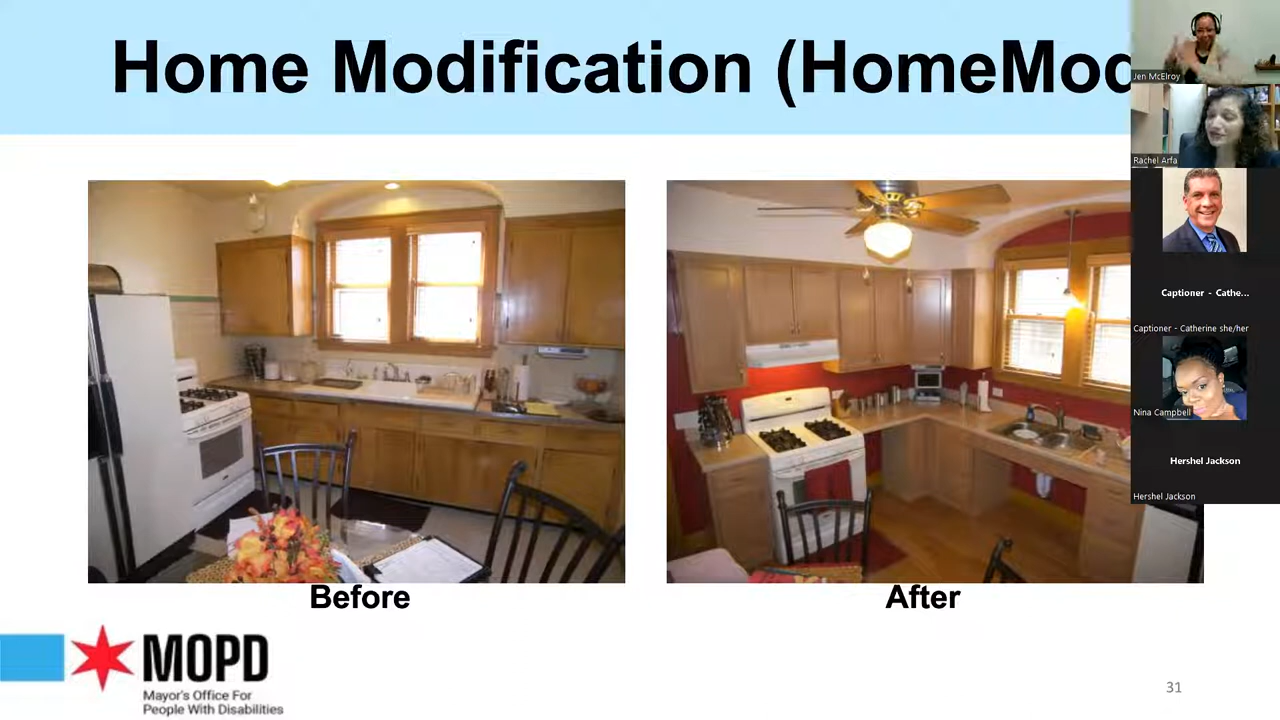 Home Modification (HomeMod
Jen McElroy
Rachel Arfa
Captioner - Cathe...
Captioner - Catherine she/her
Nina Campbell
Hershel Jackson
Hershel Jackson
Before
After
MOPD
Mayor's Office For
People With Disabilities
31